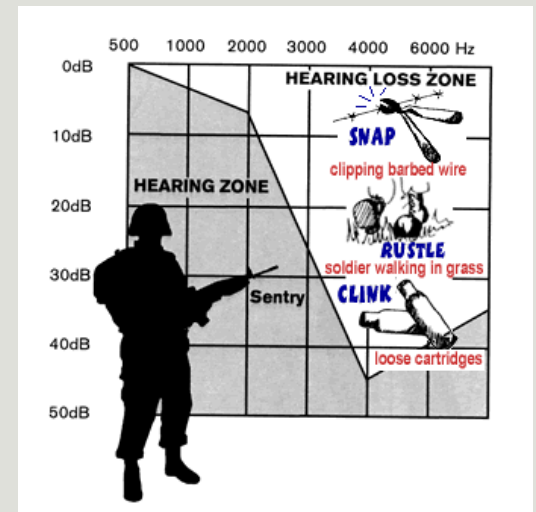 500 1000 2000 3000 4000 6000 Hz
0dB
HEARING LOSS ZONE
SNAP
10dB
clipping barbed wire
HEARING ZONE
20dB
RUSTLE
soldier walking in grass
30dB
Sentry
CLINK
40dB
loose cartridges
50dB